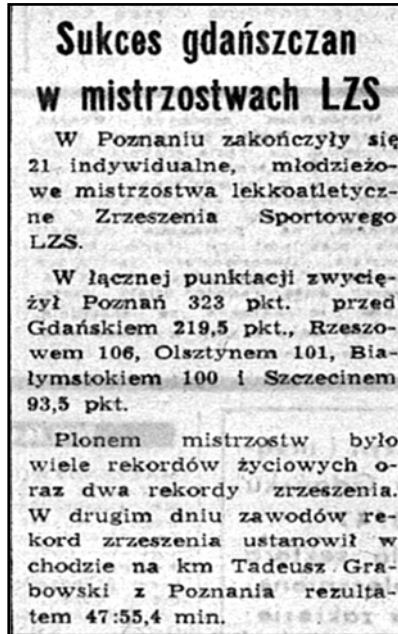 Sukces gdańszczan
w mistrzostwach LZS
W Poznaniu zakończyły się
21 indywidualne, młodzieżo-
we mistrzostwa lekkoatletycz-
ne Zrzeszenia Sportowego
LZS.
W łącznej punktacji zwycię-
żył Poznań 323 pkt. przed
Gdańskiem 219,5 pkt., Rzeszo-
wem 106, Olsztynem 101, Bia-
łymstokiem 100 i Szczecinem
93,5 pkt.
Plonem mistrzostw było
wiele rekordów życiowych o-
raz dwa rekordy zrzeszenia.
W drugim dniu zawodów re-
kord zrzeszenia ustanowił w
chodzie na km Tadeusz Gra-
bowski z Poznania rezulta-
tem 47:55,4 min.